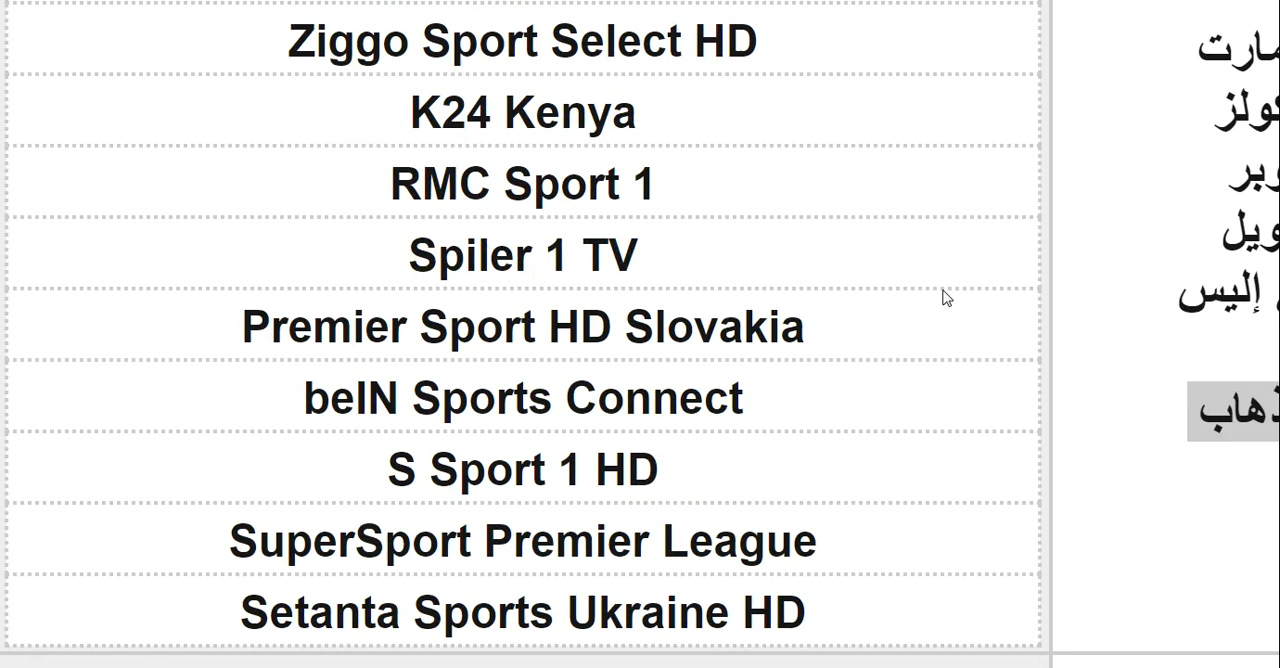 Ziggo Sport Select HD
K24 Kenya
RMC Sport 1
Spiler 1 TV
Premier Sport HD Slovakia
beIN Sports Connect
S Sport 1 HD
SuperSport Premier League
Setanta Sports Ukraine HD
إليس